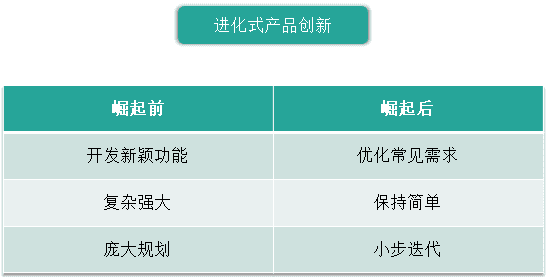 进化式产品创新
崛起前 崛起后
开发新颖功能 优化常见需求
复杂强大 保持简单
庞大规划 小步迭代